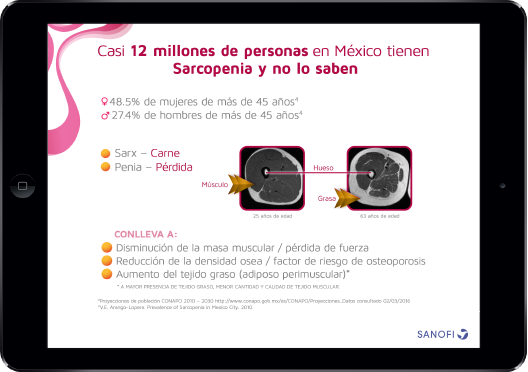 Casi 12 millones de personas en México tienen
Sarcopenia y no lo saben
♀48.5% de mujeres de más de 45 años⁴
♂27.4% de hombres de más de 45 años⁴
Sarx – Carne
Penia – Pérdida
Hueso
Músculo
Grasa
25 años de edad
63 años de edad
CONLLEVA A:
Disminución de la masa muscular / pérdida de fuerza
Reducción de la densidad osea / factor de riesgo de osteoporosis
Aumento del tejido graso (adiposo perimuscular)*
* A MAYOR PRESENCIA DE TEJIDO GRASO, MENOR CANTIDAD Y CALIDAD DE TEJIDO MUSCULAR.
Proyecciones de población CONAPO 2010 – 2030 http://www.conapo.gob.mx/es/CONAPO/Proyecciones. Datos consultado 02/03/2016
V.E. Arango-Lopera. Prevalence of Sarcopenia in Mexico City. 2010.
SANOFI